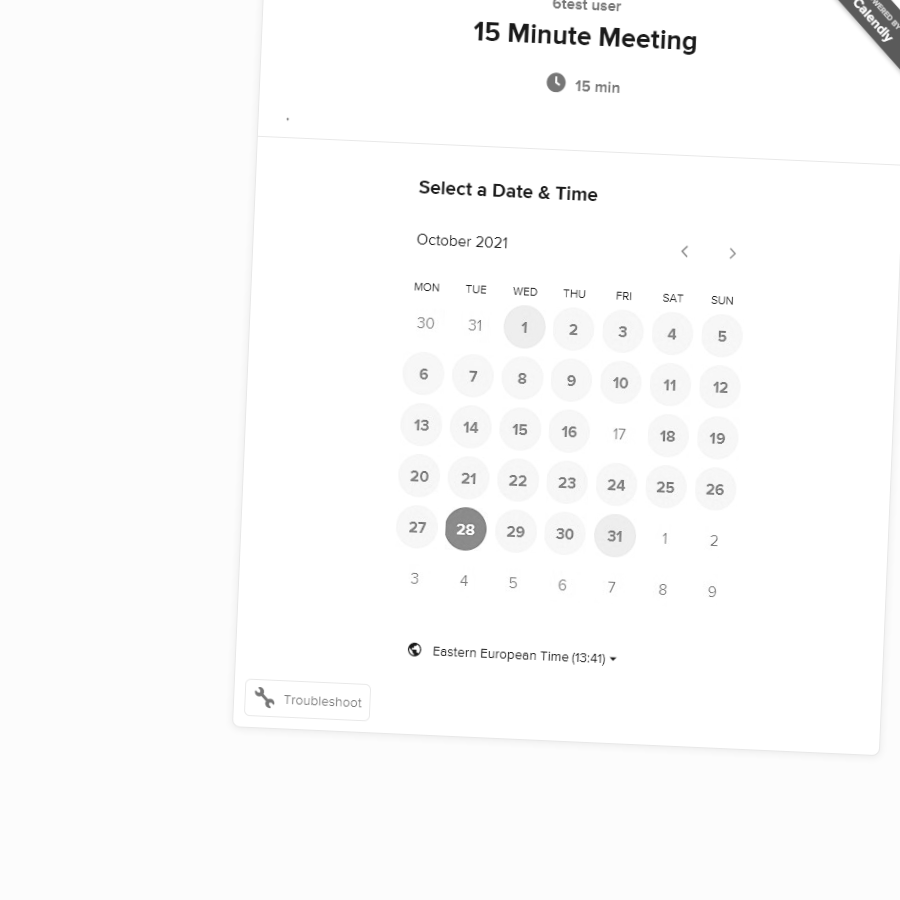 6test user
15 Minute Meeting
15 min
POWERED BY
Calendly
Select a Date & Time
October 2021
MON TUE WED THU FRI SAT SUN
30 31 1 2 3 4 5
6 7 8 9 10 11 12
13 14 15 16 17 18 19
20 21 22 23 24 25 26
27 28 29 30 31 1 2
3 4 5 6 7 8 9
Eastern European Time (13:41)
Troubleshoot